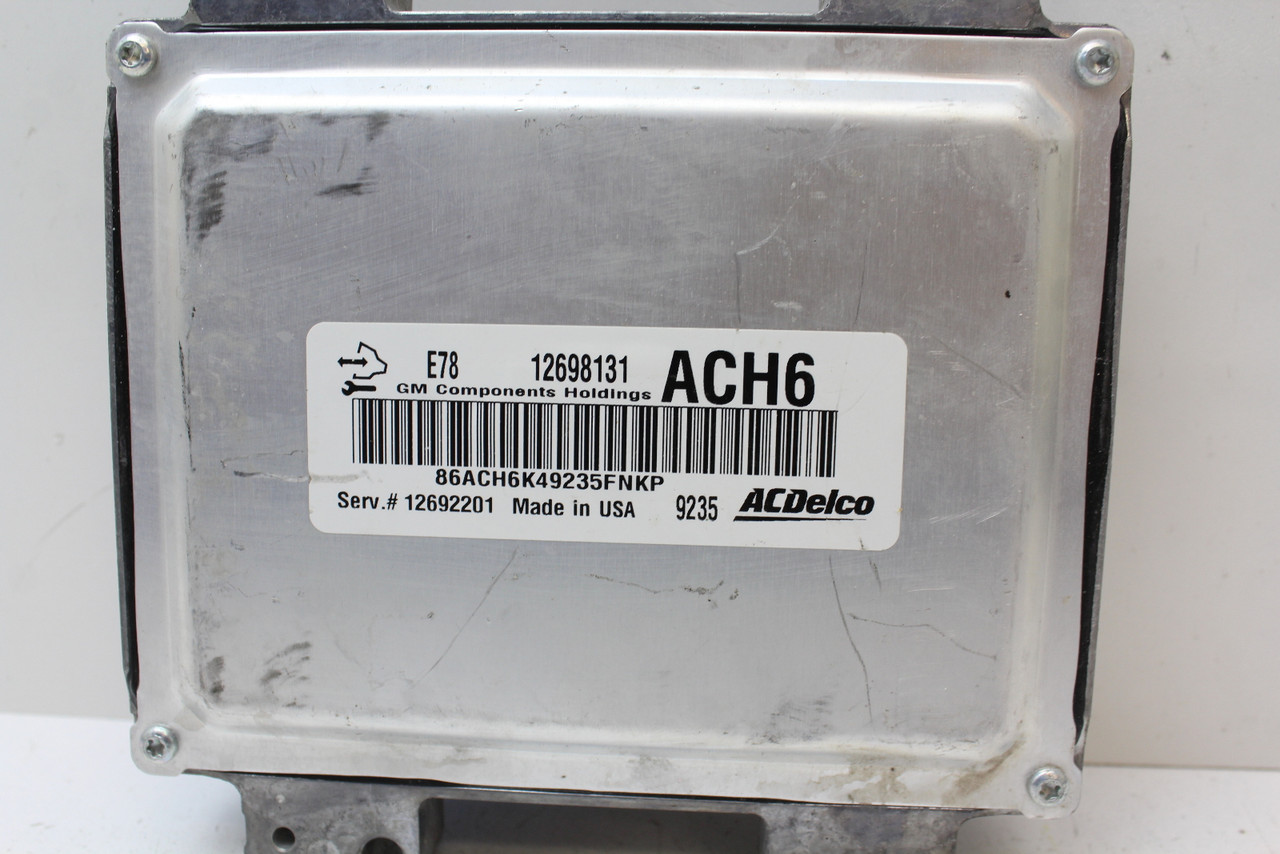 E78 12698131 ACH6
GM Components Holdings
86ACH6K49235FNKP
Serv.# 12692201 Made in USA 9235 ACDelco